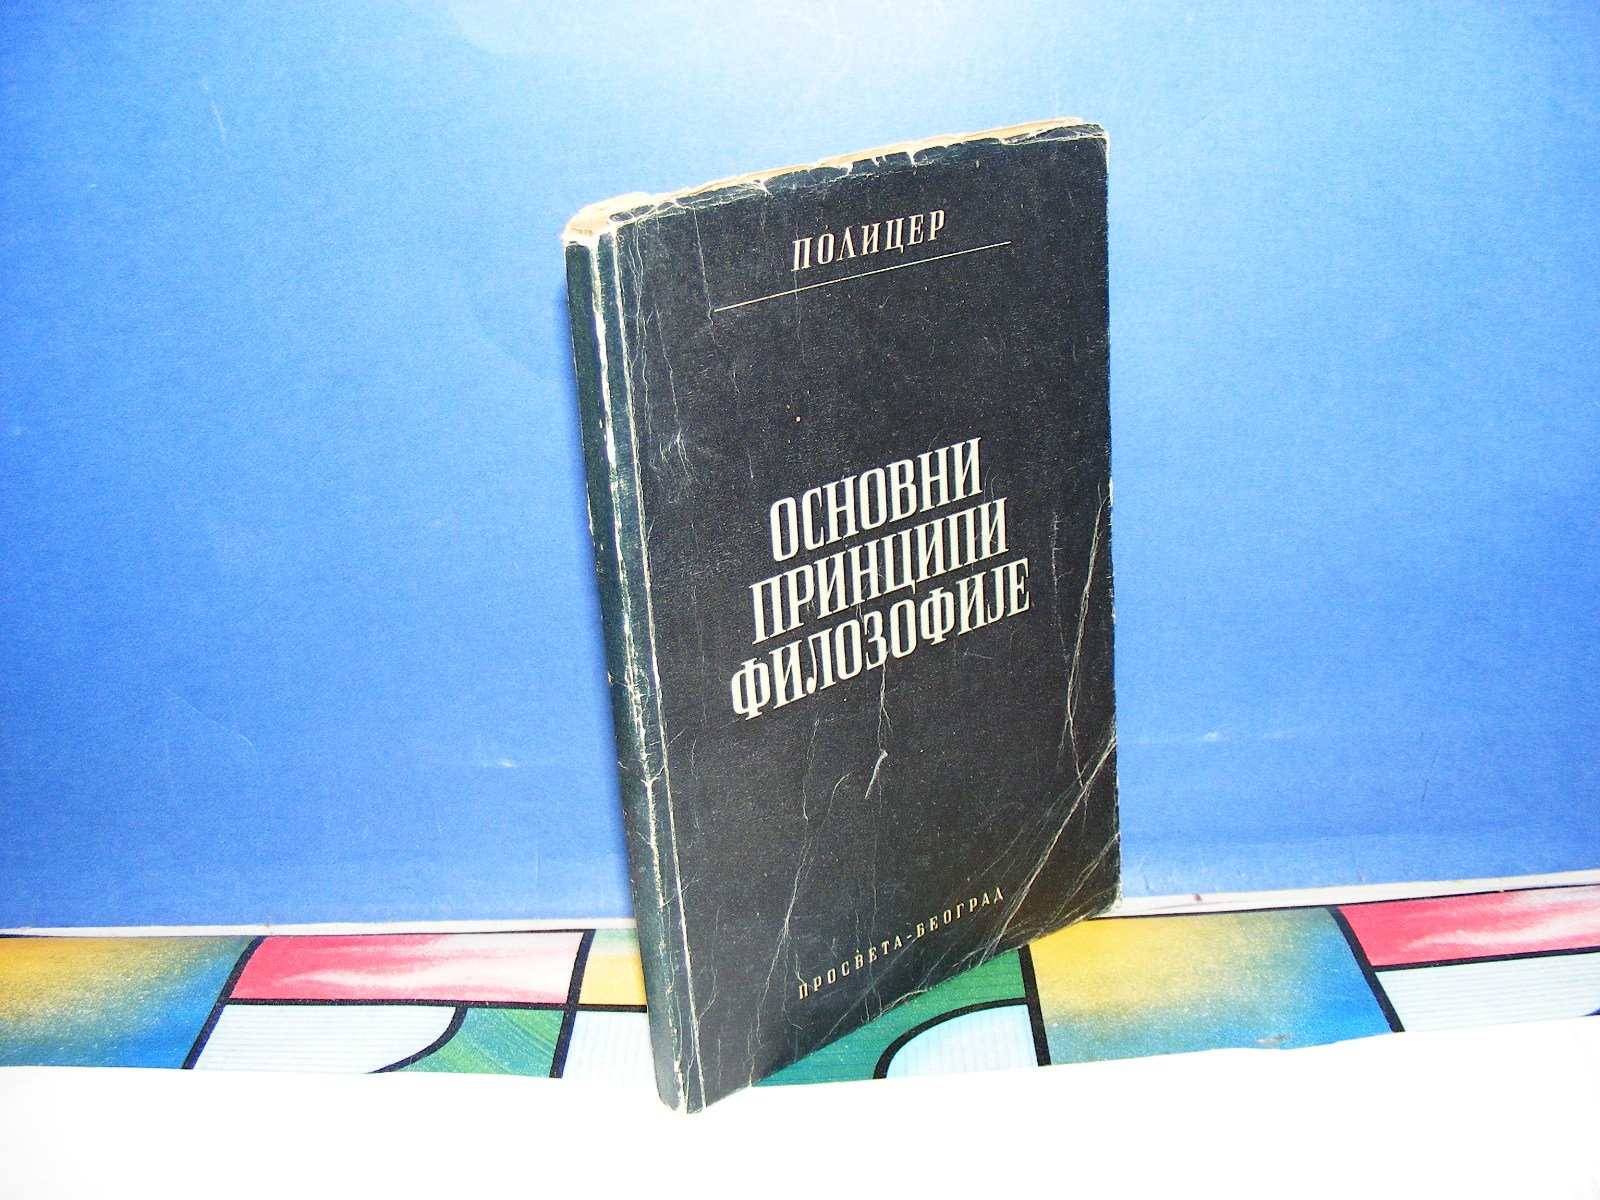 ПОЛИЦЕР
ОСНОВНИ
ПРИНЦИПИ
ФИЛОЗОФИЈЕ
ПРОСВЕТА-БЕОГРАД